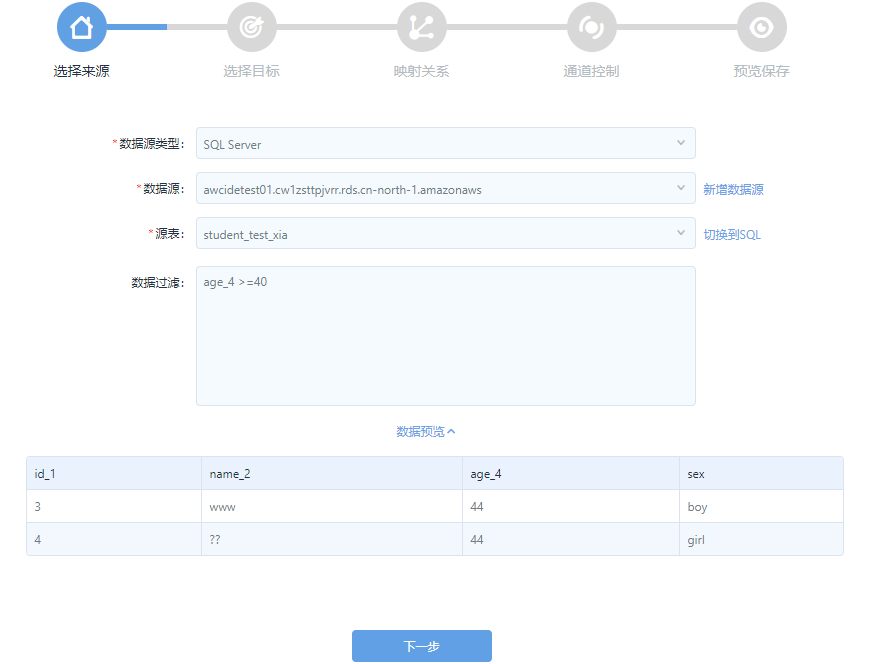 选择来源 选择目标 映射关系 通道控制 预览保存
*数据源类型: SQL Server
*数据源: awcidetest01.cw1zsttpjvrr.rds.cn-north-1.amazonaws 新增数据源
*源表: student_test_xia 切换到SQL
数据过滤: age_4 >=40
数据预览
id_1 name_2 age_4 sex
3 www 44 boy
4 ?? 44 girl
下一步